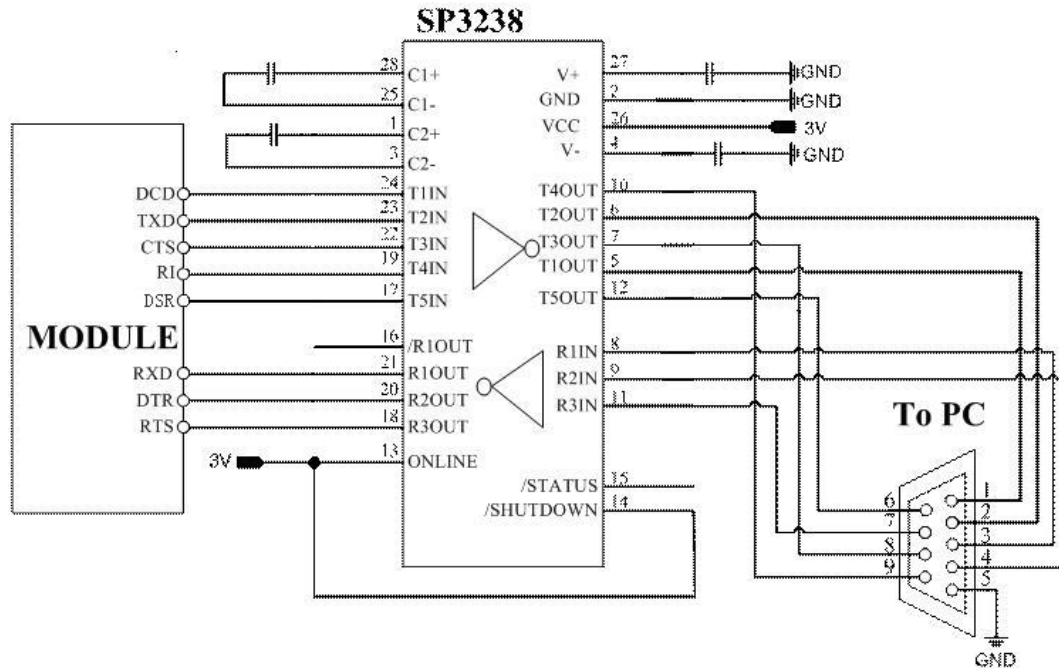 SP3238
28
C1+
25
C1-
1
C2+
3
C2-
24
T1IN
23
T2IN
22
T3IN
19
T4IN
17
T5IN
16
/R1OUT
21
R1OUT
20
R2OUT
18
R3OUT
13
ONLINE
3V
V+
27
GND
GND
2
GND
VCC
26
3V
V-
4
GND
T4OUT
10
T2OUT
6
T3OUT
7
T1OUT
5
T5OUT
12
R1IN
8
R2IN
9
R3IN
11
/STATUS
15
/SHUTDOWN
14
DCD
TXD
CTS
RI
DSR
MODULE
RXD
DTR
RTS
To PC
6
7
8
9
1
2
3
4
5
GND